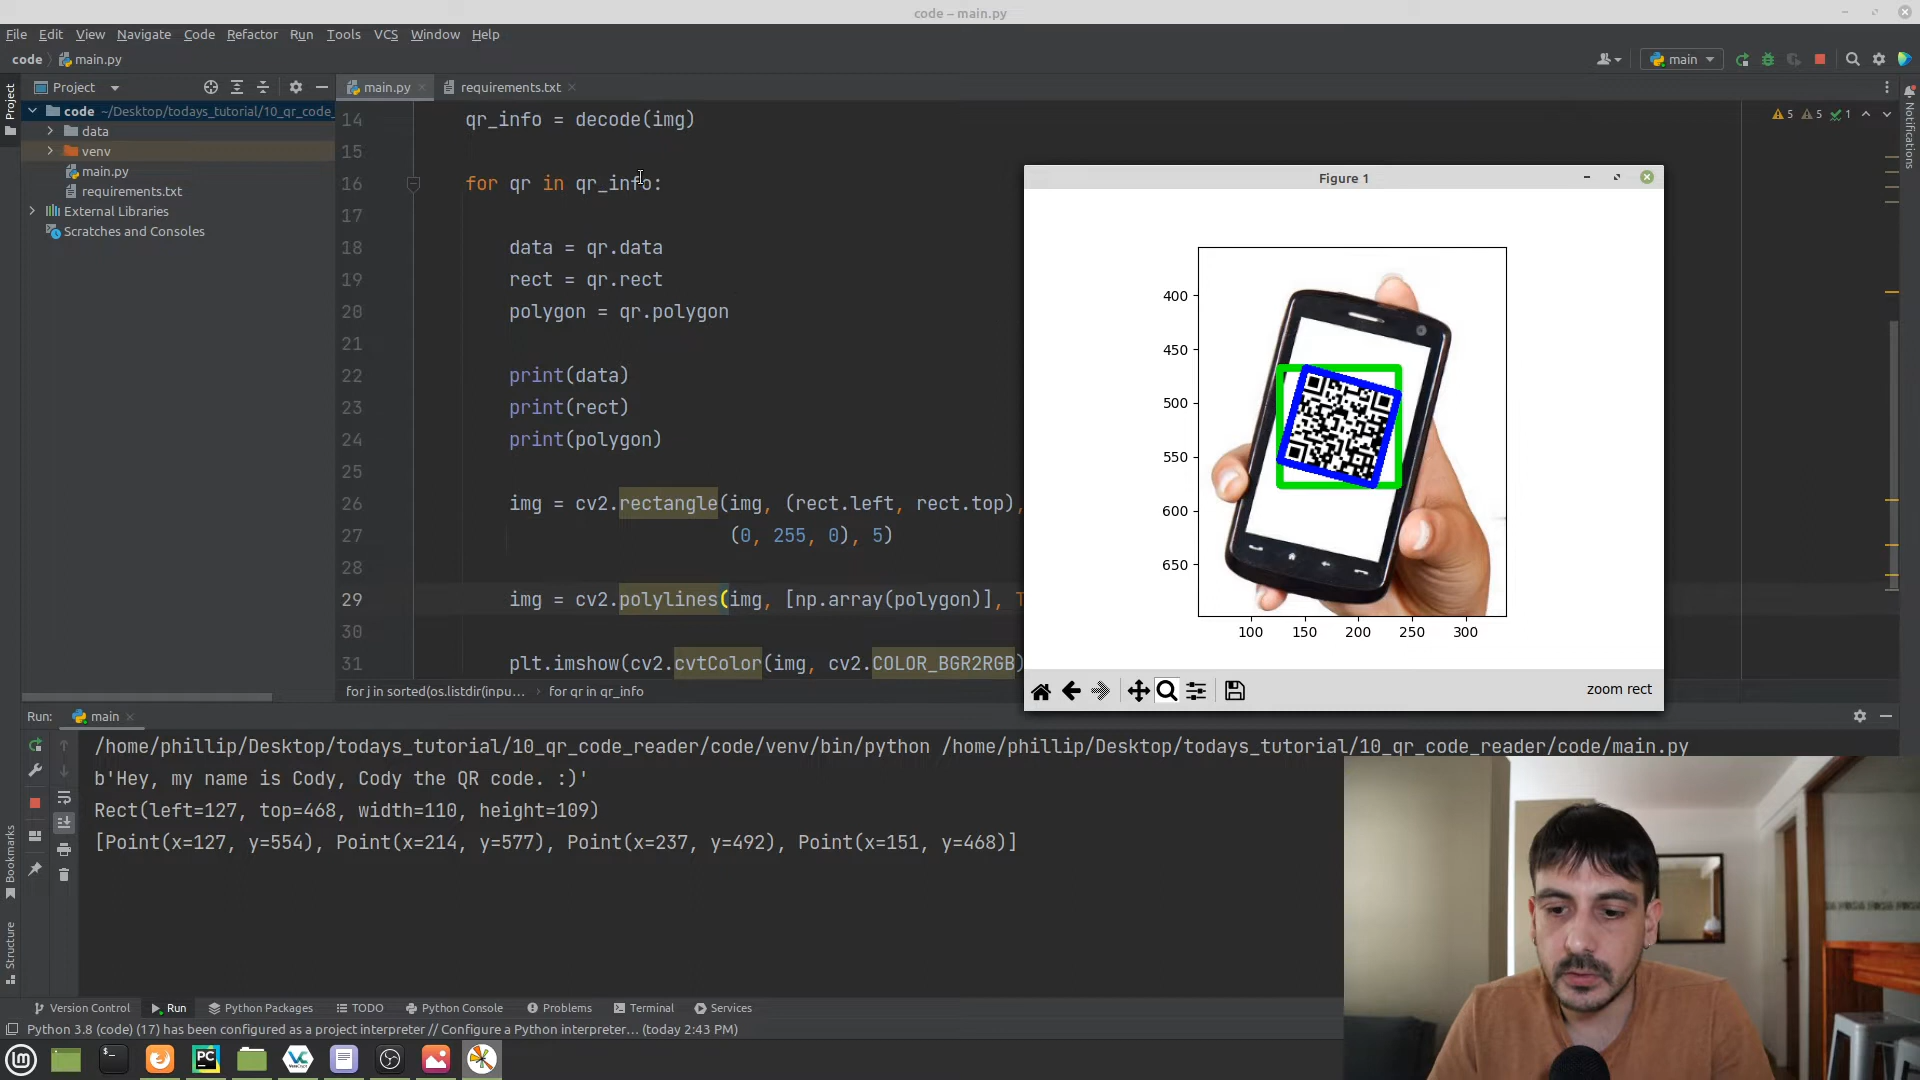 code – main.py
File Edit View Navigate Code Refactor Run Tools VCS Window Help
code main.py
main
Project
main.py
requirements.txt
code ~/Desktop/todays_tutorial/10_qr_code_
data
venv
main.py
requirements.txt
External Libraries
Scratches and Consoles
Project
Notifications
5 5 1
14 qr_info = decode(img)
15
16 for qr in qr_info:
17
18 data = qr.data
19 rect = qr.rect
20 polygon = qr.polygon
21
22 print(data)
23 print(rect)
24 print(polygon)
25
26 img = cv2.rectangle(img, (rect.left, rect.top),
27 (0, 255, 0), 5)
28
29 img = cv2.polylines(img, [np.array(polygon)], T
30
31 plt.imshow(cv2.cvtColor(img, cv2.COLOR_BGR2RGB)
for j in sorted(os.listdir(inpu... for qr in qr_info
Figure 1
400
450
500
550
600
650
100 150 200 250 300
zoom rect
Run: main
/home/phillip/Desktop/todays_tutorial/10_qr_code_reader/code/venv/bin/python /home/phillip/Desktop/todays_tutorial/10_qr_code_reader/code/main.py
b'Hey, my name is Cody, Cody the QR code. :)'
Rect(left=127, top=468, width=110, height=109)
[Point(x=127, y=554), Point(x=214, y=577), Point(x=237, y=492), Point(x=151, y=468)]
Bookmarks
Structure
Version Control Run Python Packages TODO Python Console Problems Terminal Services
Python 3.8 (code) (17) has been configured as a project interpreter // Configure a Python interpreter... (today 2:43 PM)
PC